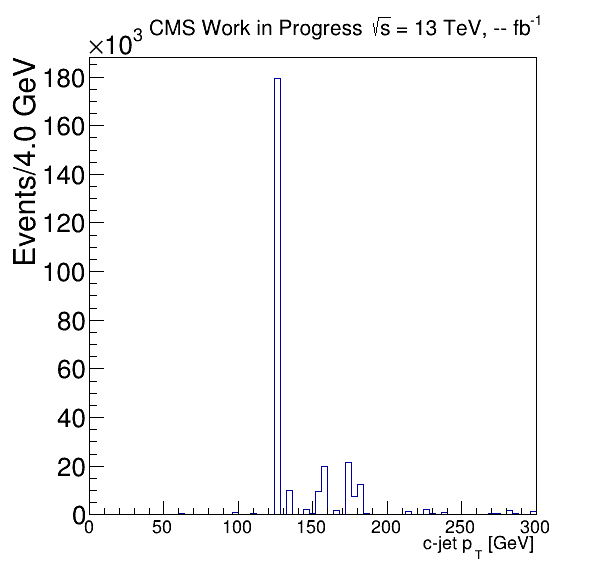 ×10³ CMS Work in Progress √s = 13 TeV, -- fb⁻¹
Events/4.0 GeV
180
160
140
120
100
80
60
40
20
0
0 50 100 150 200 250 300
c-jet p_T [GeV]